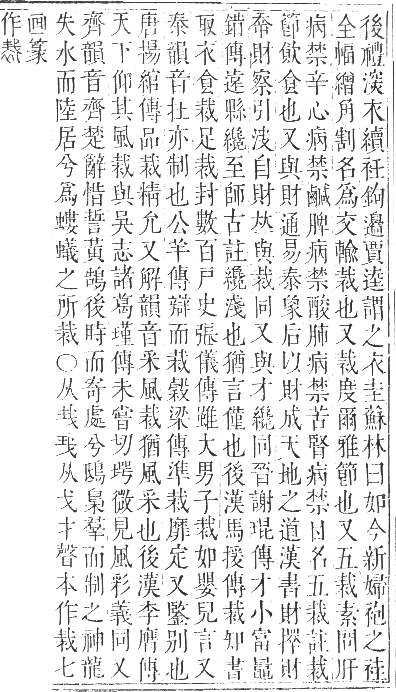 後禮深衣續衽鉤邉賈逵謂之衣圭蘇林曰如今新婦袍之袿
全幅繒角割名爲交輸裁也又裁度爾雅節也又五裁素問肝
病禁辛心病禁鹹脾病禁酸肺病禁苦腎病禁甘名五裁註裁
節飲食也又與財通易泰象后以財成天地之道漢書財擇財
奮財察引決自財𠀤與裁同又與才纔同晉謝琨傳才小富鼂
錯傳遠縣纔至師古註纔淺也猶言僅也後漢馬援傳裁知書
取衣食裁足裁封數百戸史張儀傳雖大男子裁如嬰兒言又
泰韻音在亦制也公羊傳辯而裁榖梁傳準裁靡定又鑒別也
唐揚綰傳品裁精允又解韻音采風裁猶風采也後漢李膺傳
天下仰其風裁與吳志諸葛瑾傳未嘗切愕微見風彩義同又
齊韻音齊楚辭惜誓黃鵠後時而寄處兮鴟梟羣而制之神龍
失水而陸居兮爲螻蟻之所裁○从𢦏𢦏从戈才聲本作裁七
画篆
作